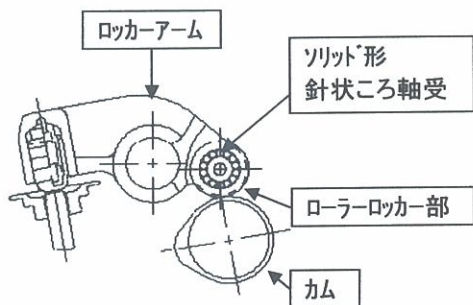 ロッカーアーム
ソリッド形
針状ころ軸受
ローラーロッカー部
カム